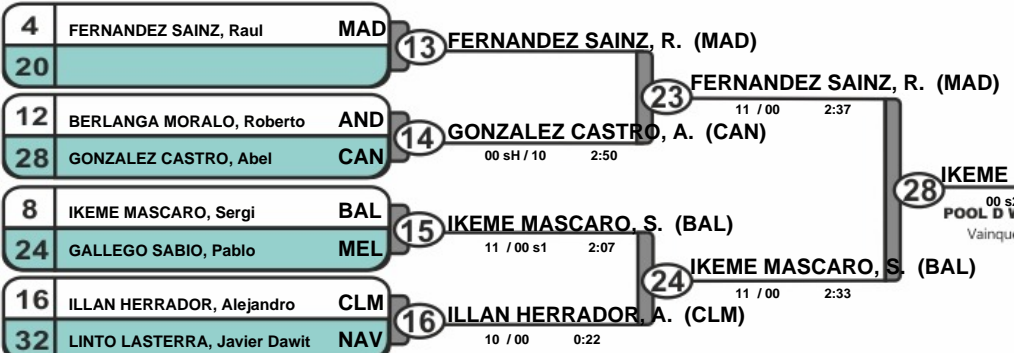 4 FERNANDEZ SAINZ, Raul MAD
20
13 FERNANDEZ SAINZ, R. (MAD)
12 BERLANGA MORALO, Roberto AND
28 GONZALEZ CASTRO, Abel CAN
14 GONZALEZ CASTRO, A. (CAN)
00 sH / 10 2:50
23 FERNANDEZ SAINZ, R. (MAD)
11 / 00 2:37
8 IKEME MASCARO, Sergi BAL
24 GALLEGO SABIO, Pablo MEL
15 IKEME MASCARO, S. (BAL)
11 / 00 s1 2:07
16 ILLAN HERRADOR, Alejandro CLM
32 LINTO LASTERRA, Javier Dawit NAV
16 ILLAN HERRADOR, A. (CLM)
10 / 00 0:22
24 IKEME MASCARO, S. (BAL)
11 / 00 2:33
28 IKEME
00
POOL D